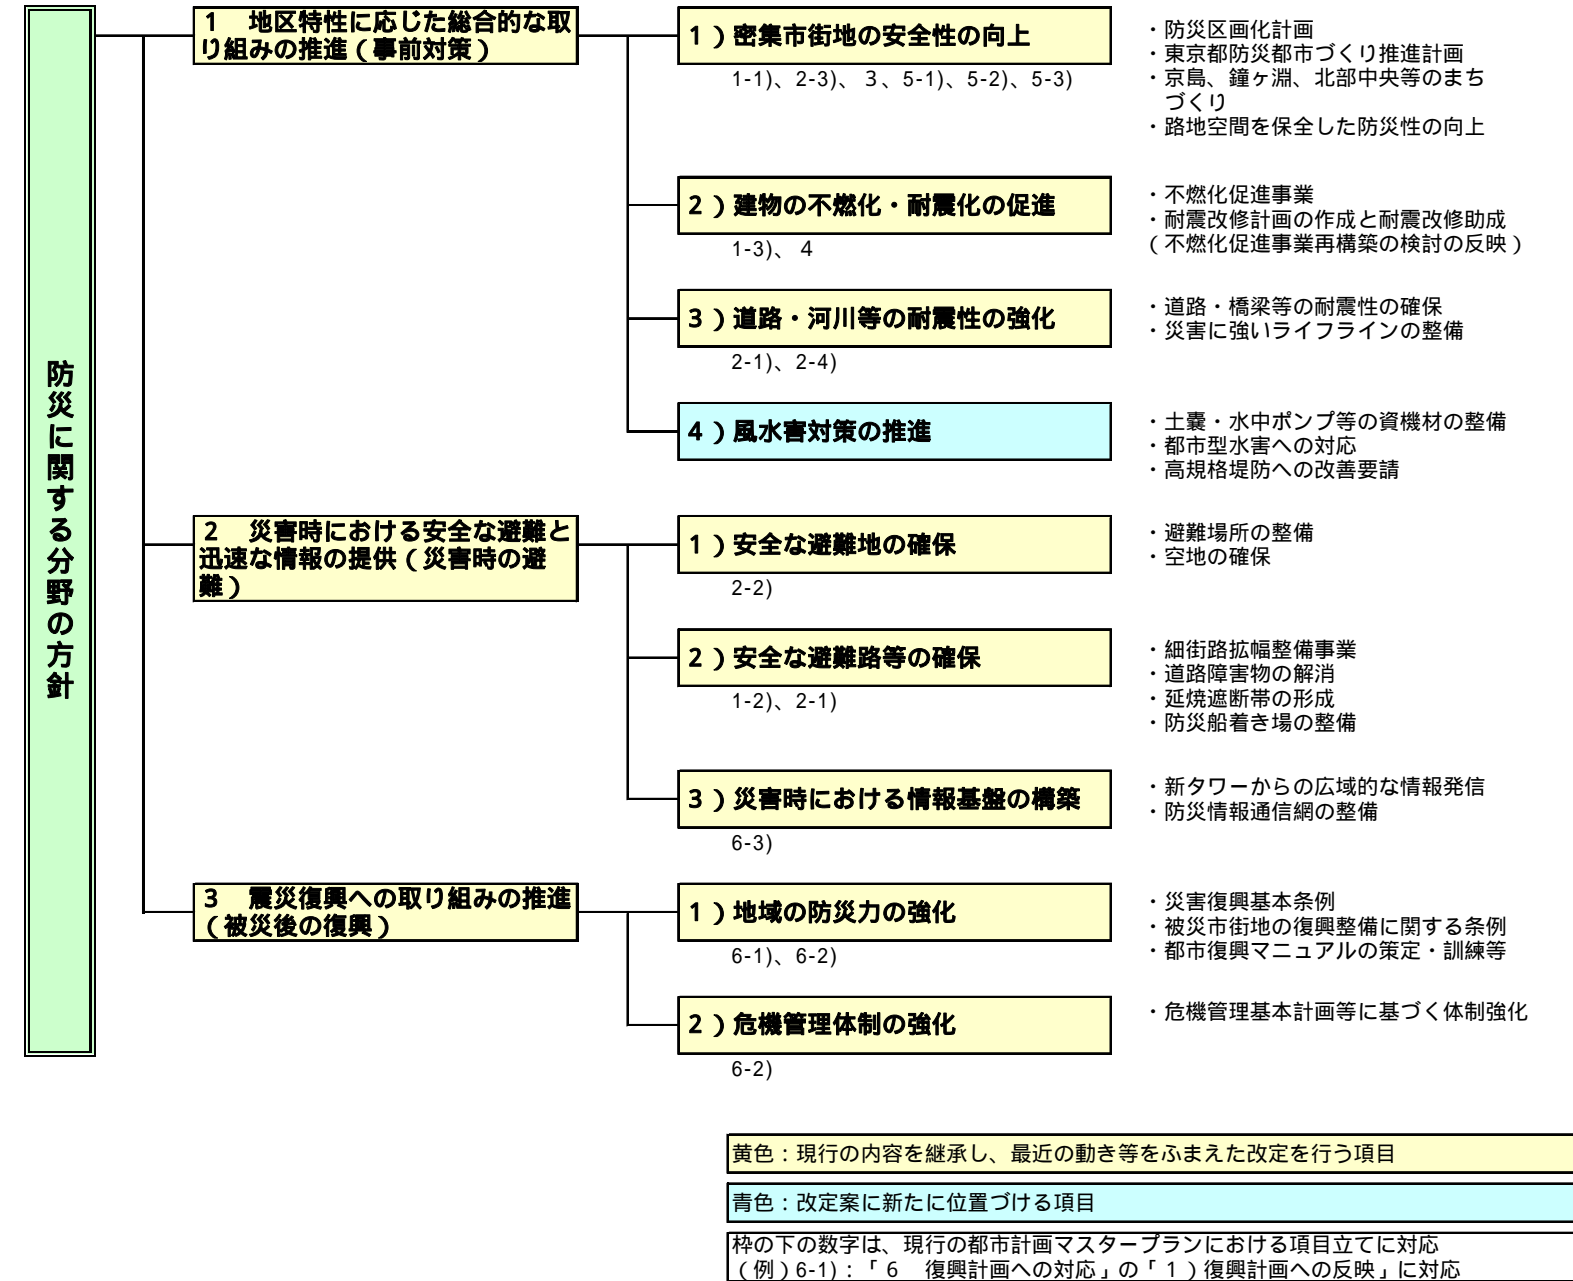 防災に関する分野の方針
1　地区特性に応じた総合的な取
り組みの推進（事前対策）
1）密集市街地の安全性の向上
1-1)、2-3)、3、5-1)、5-2)、5-3)
・防災区画化計画
・東京都防災都市づくり推進計画
・京島、鐘ヶ淵、北部中央等のまち
づくり
・路地空間を保全した防災性の向上
2）建物の不燃化・耐震化の促進
1-3)、4
・不燃化促進事業
・耐震改修計画の作成と耐震改修助成
（不燃化促進事業再構築の検討の反映）
3）道路・河川等の耐震性の強化
2-1)、2-4)
・道路・橋梁等の耐震性の確保
・災害に強いライフラインの整備
4）風水害対策の推進
・土嚢・水中ポンプ等の資機材の整備
・都市型水害への対応
・高規格堤防への改善要請
2　災害時における安全な避難と
迅速な情報の提供（災害時の避
難）
1）安全な避難地の確保
2-2)
・避難場所の整備
・空地の確保
2）安全な避難路等の確保
1-2)、2-1)
・細街路拡幅整備事業
・道路障害物の解消
・延焼遮断帯の形成
・防災船着き場の整備
3）災害時における情報基盤の構築
6-3)
・新タワーからの広域的な情報発信
・防災情報通信網の整備
3　震災復興への取り組みの推進
（被災後の復興）
1）地域の防災力の強化
6-1)、6-2)
・災害復興基本条例
・被災市街地の復興整備に関する条例
・都市復興マニュアルの策定・訓練等
2）危機管理体制の強化
6-2)
・危機管理基本計画等に基づく体制強化
黄色：現行の内容を継承し、最近の動き等をふまえた改定を行う項目
青色：改定案に新たに位置づける項目
枠の下の数字は、現行の都市計画マスタープランにおける項目立てに対応
（例）6-1)：「6　復興計画への対応」の「1）復興計画への反映」に対応